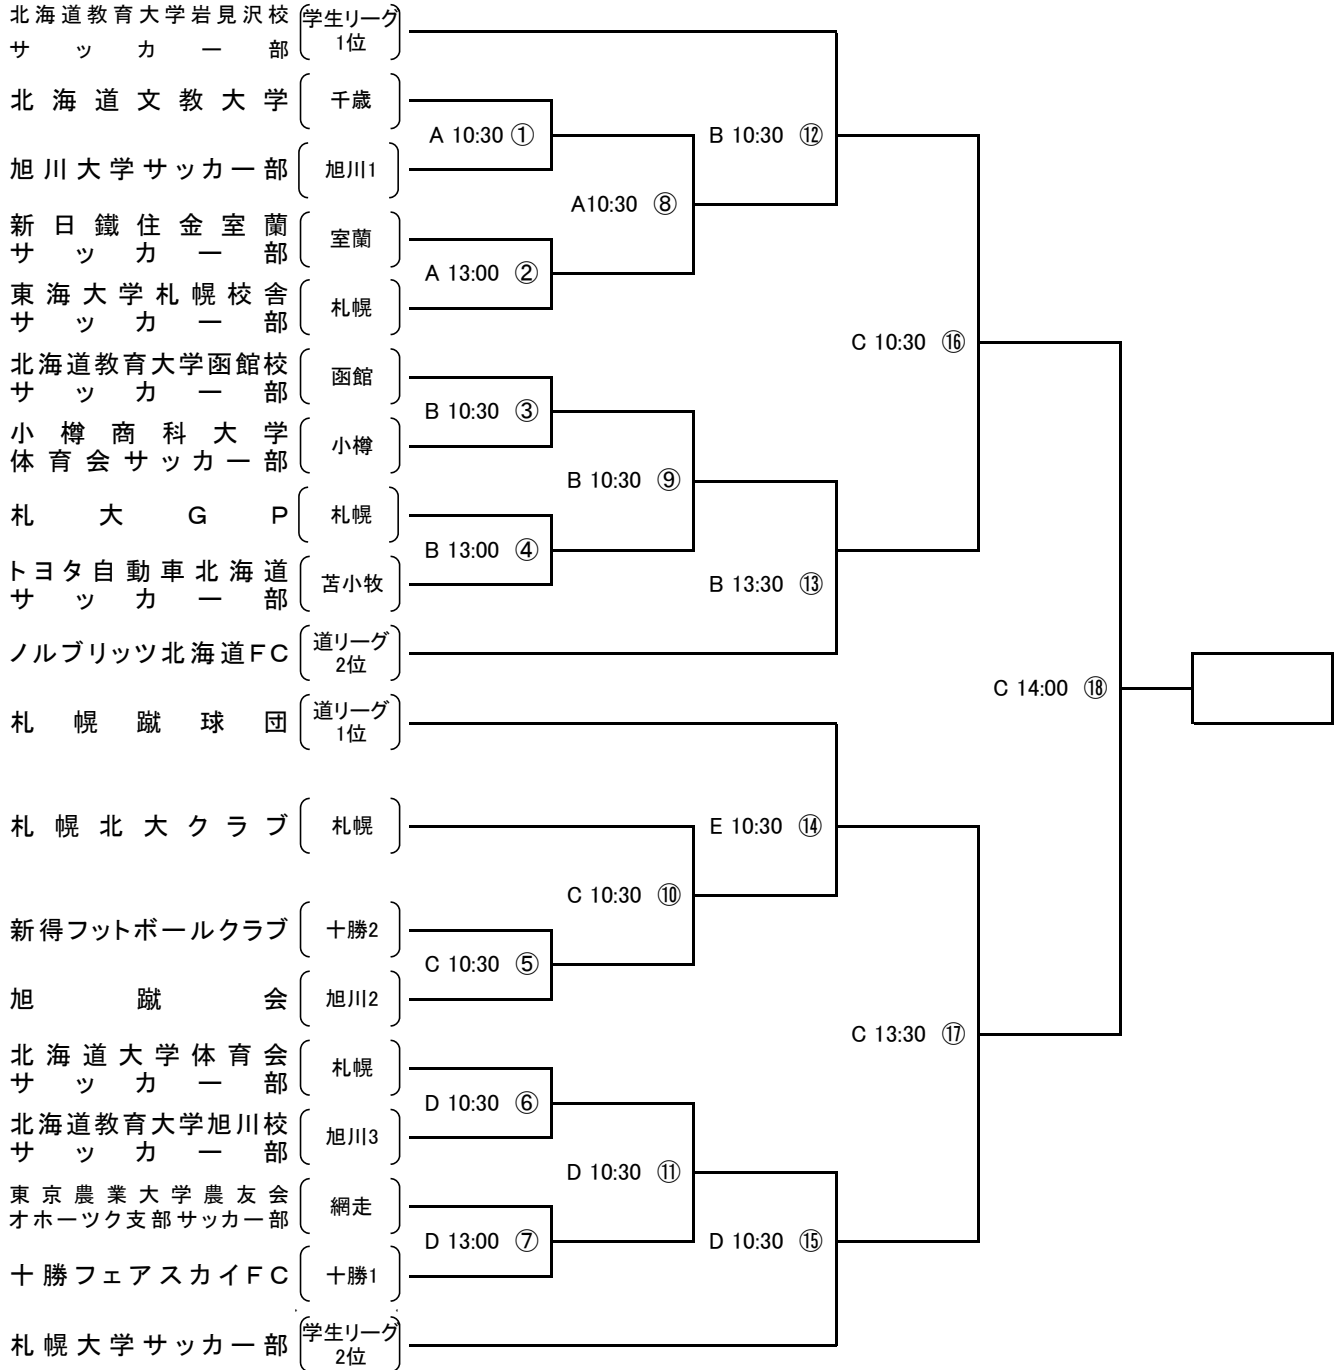 北海道教育大学岩見沢校
サッカー部
学生リーグ
1位
北海道文教大学
千歳
A 10:30 ①
B 10:30 ⑫
旭川大学サッカー部
旭川1
A10:30 ⑧
新日鐵住金室蘭
サッカー部
室蘭
A 13:00 ②
東海大学札幌校舎
サッカー部
札幌
C 10:30 ⑯
北海道教育大学函館校
サッカー部
函館
B 10:30 ③
小樽商科大学
体育会サッカー部
小樽
B 10:30 ⑨
札大GP
札幌
B 13:00 ④
トヨタ自動車北海道
サッカー部
苫小牧
B 13:30 ⑬
ノルブリッツ北海道FC
道リーグ
2位
C 14:00 ⑱
札幌蹴球団
道リーグ
1位
札幌北大クラブ
札幌
E 10:30 ⑭
C 10:30 ⑩
新得フットボールクラブ
十勝2
C 10:30 ⑤
旭蹴会
旭川2
C 13:30 ⑰
北海道大学体育会
サッカー部
札幌
D 10:30 ⑥
北海道教育大学旭川校
サッカー部
旭川3
D 10:30 ⑪
東京農業大学農友会
オホーツク支部サッカー部
網走
D 13:00 ⑦
D 10:30 ⑮
十勝フェアスカイFC
十勝1
札幌大学サッカー部
学生リーグ
2位